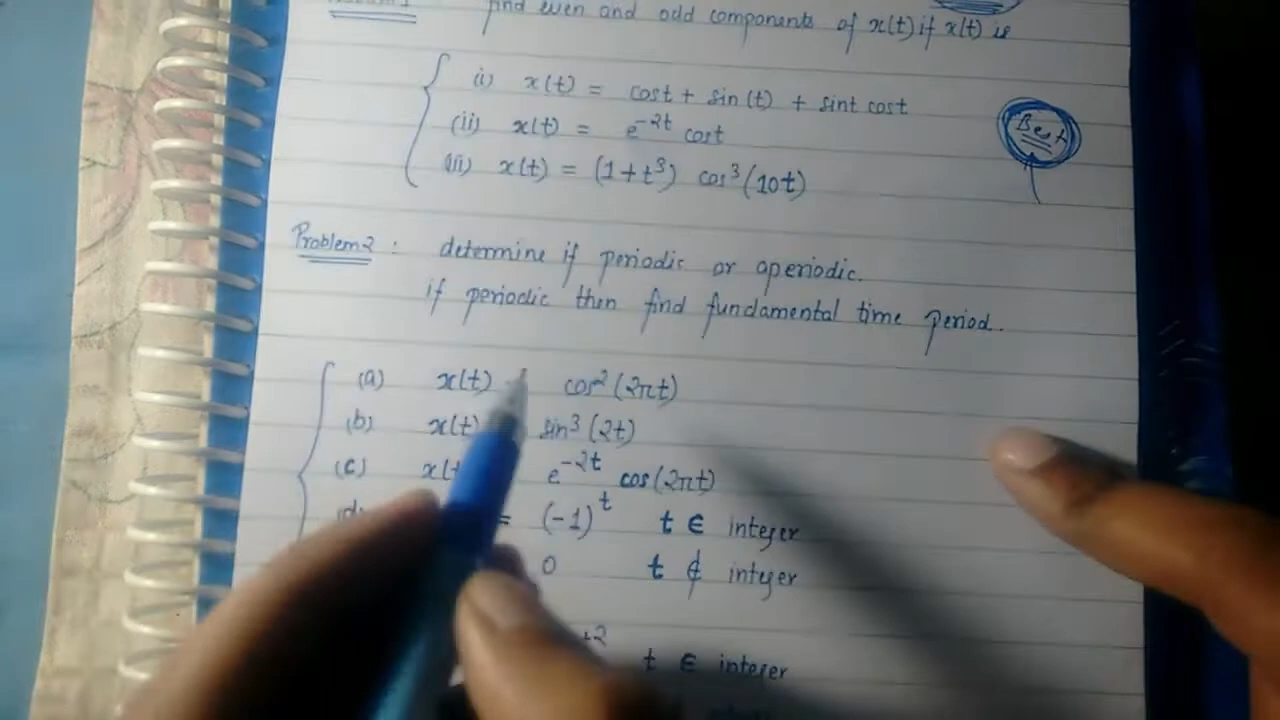 find even and odd components of x(t) if x(t) is
(i) x(t) = cost + sin(t) + sint cost
(ii) x(t) = e^-2t cost
Best
(iii) x(t) = (1+t^3) cos^3(10t)
Problem 2 : determine if periodic or aperiodic.
if periodic then find fundamental time period.
(a) x(t) cos^2(2πt)
(b) x(t) sin^3(2t)
(c) x(t e^-2t cos(2πt)
(d = (-1)^t t ∈ integer
0 t ∉ integer
t ∈ integer